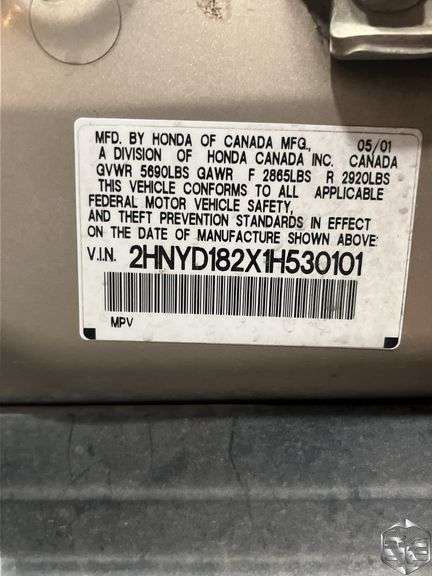 MFD. BY HONDA OF CANADA MFG., 05/01
A DIVISION OF HONDA CANADA INC. CANADA
GVWR 5690LBS GAWR F 2865LBS R 2920LBS
THIS VEHICLE CONFORMS TO ALL APPLICABLE
FEDERAL MOTOR VEHICLE SAFETY,
AND THEFT PREVENTION STANDARDS IN EFFECT
ON THE DATE OF MANUFACTURE SHOWN ABOVE.
V.I.N. 2HNYD182X1H530101
MPV